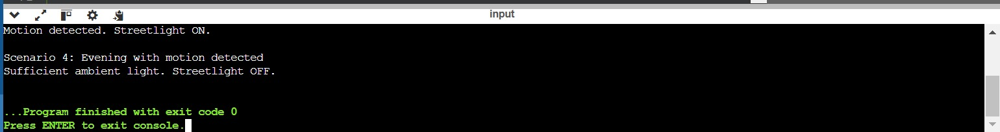 input
Motion detected. Streetlight ON.
Scenario 4: Evening with motion detected
Sufficient ambient light. Streetlight OFF.
...Program finished with exit code 0
Press ENTER to exit console.